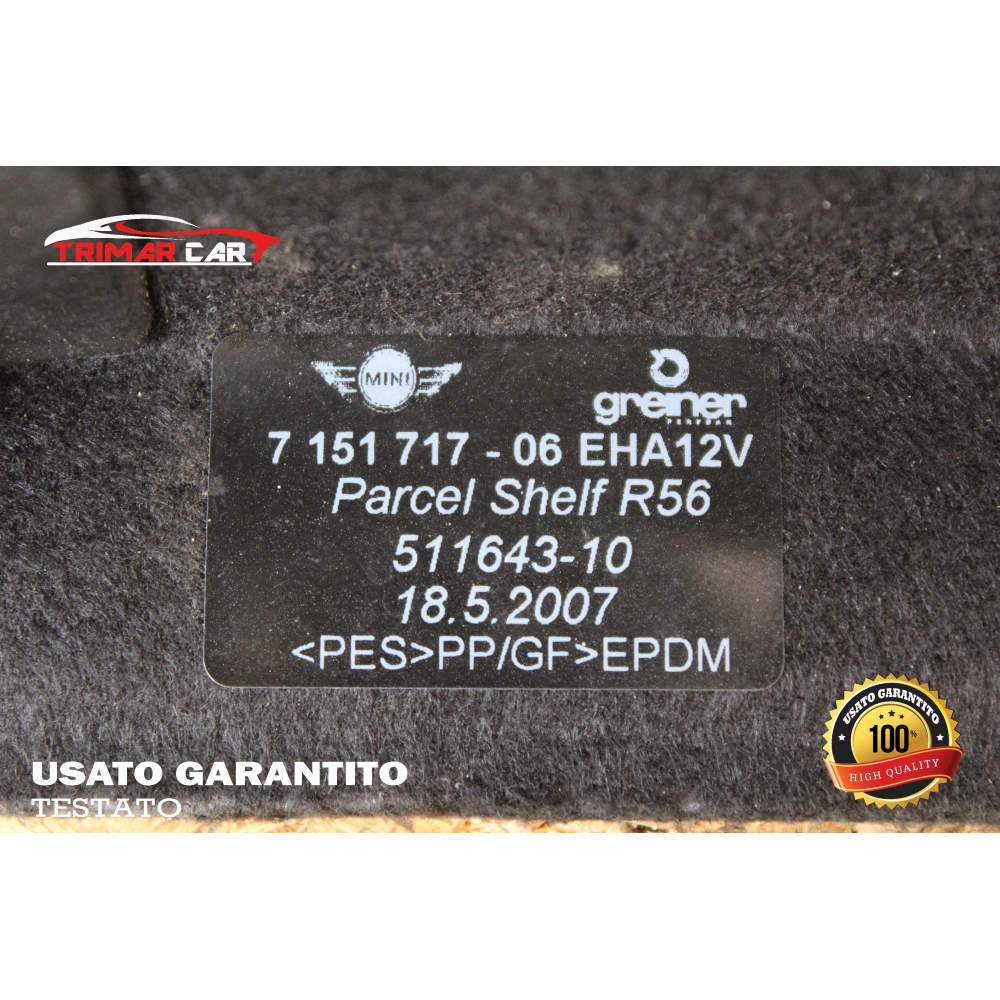 TRIMAR CAR
MINI
greiner
PERFOAM
7 151 717 - 06 EHA12V
Parcel Shelf R56
511643-10
18.5.2007
<PES>PP/GF>EPDM
USATO GARANTITO
100%
HIGH QUALITY
USATO GARANTITO
TESTATO